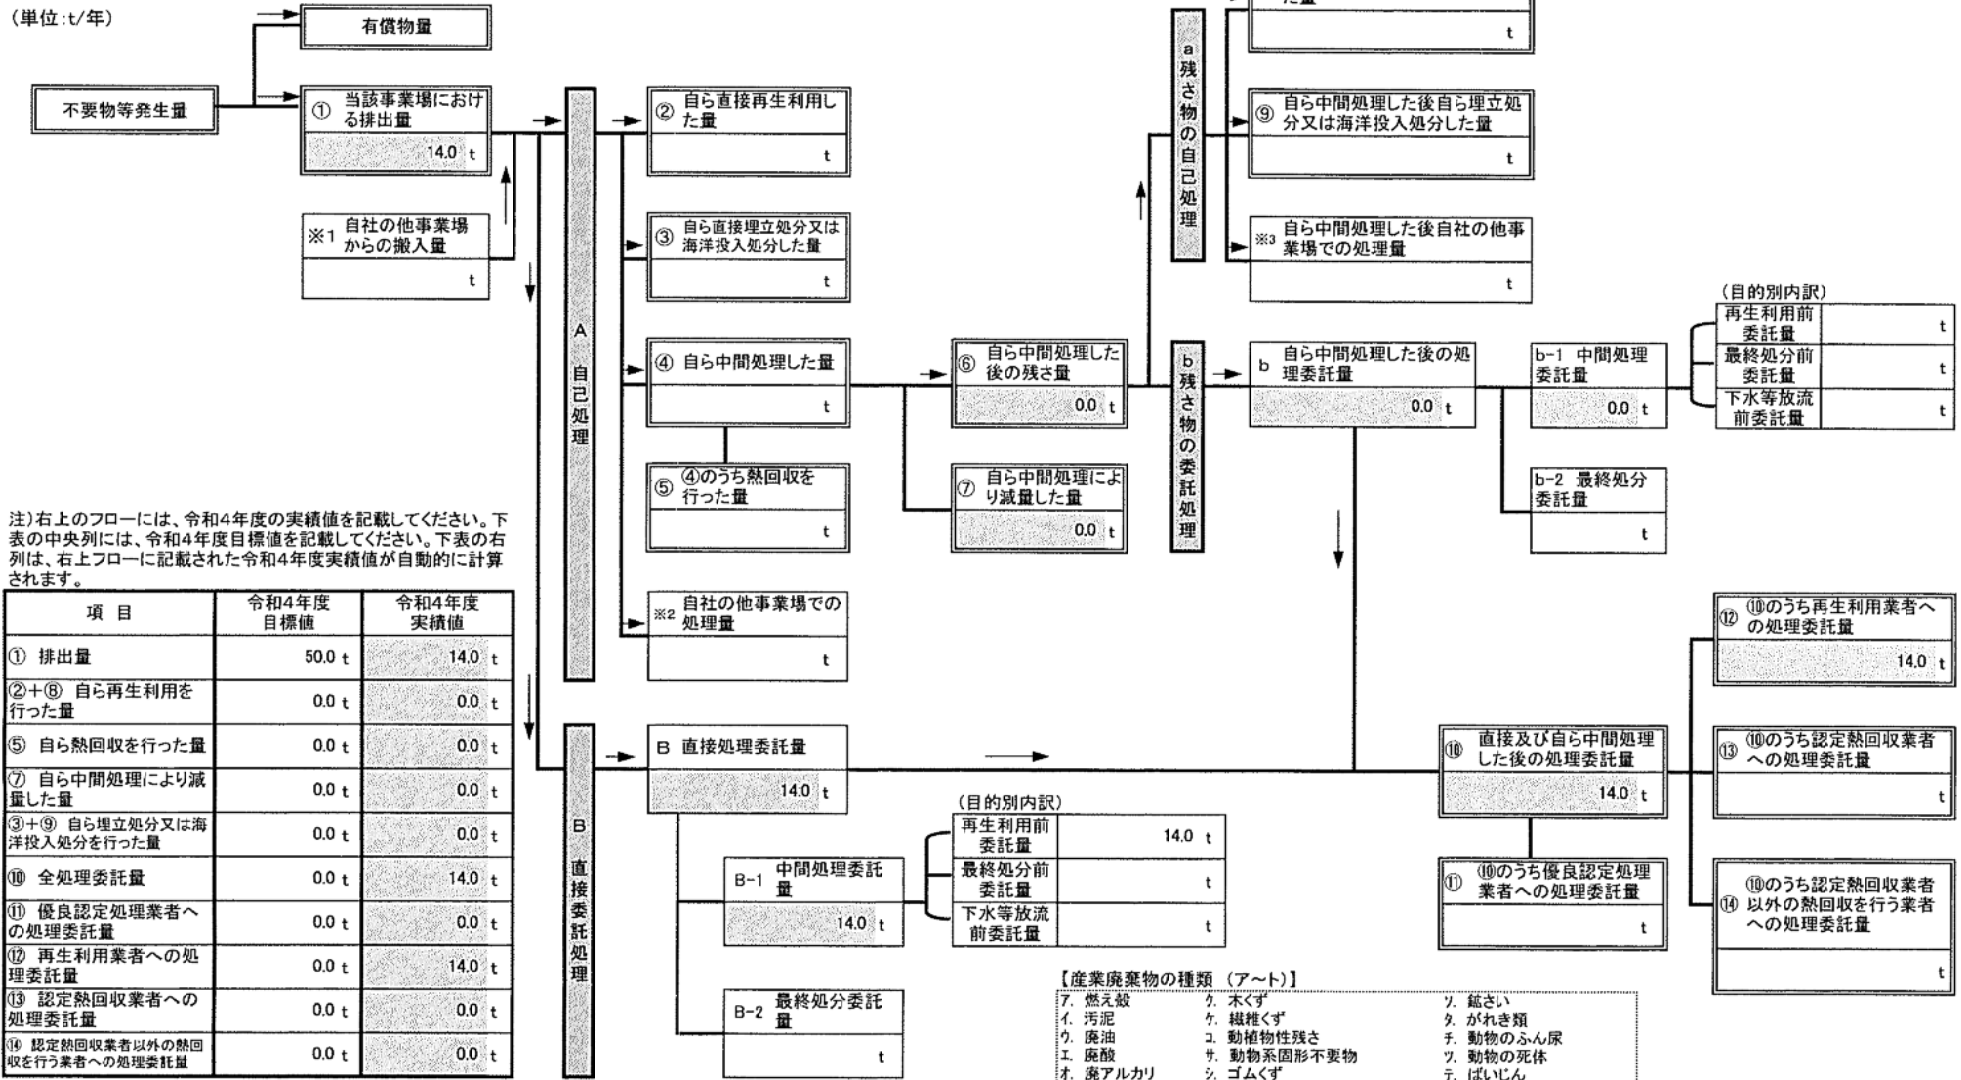 (単位:t/年)
有償物量
不要物等発生量
① 当該事業場におけ
る排出量
14.0 t
※1 自社の他事業場
からの搬入量
t
A 自己処理
② 自ら直接再生利用し
た量
t
③ 自ら直接埋立処分又は
海洋投入処分した量
t
④ 自ら中間処理した量
t
⑤ ④のうち熱回収を
行った量
t
※2 自社の他事業場での
処理量
t
⑥ 自ら中間処理した
後の残さ量
0.0 t
⑦ 自ら中間処理によ
り減量した量
0.0 t
a 残さ物の自己処理
t
⑨ 自ら中間処理した後自ら埋立処
分又は海洋投入処分した量
t
※3 自ら中間処理した後自社の他事
業場での処理量
t
b 残さ物の委託処理
b 自ら中間処理した後の処
理委託量
0.0 t
b-1 中間処理
委託量
0.0 t
(目的別内訳)
再生利用前
委託量
t
最終処分前
委託量
t
下水等放流
前委託量
t
b-2 最終処分
委託量
t
注)右上のフローには、令和4年度の実績値を記載してください。下
表の中央列には、令和4年度目標値を記載してください。下表の右
列は、右上フローに記載された令和4年度実績値が自動的に計算
されます。
項 目 令和4年度 目標値 令和4年度 実績値
① 排出量 50.0 t 14.0 t
②+⑧ 自ら再生利用を
行った量 0.0 t 0.0 t
⑤ 自ら熱回収を行った量 0.0 t 0.0 t
⑦ 自ら中間処理により減
量した量 0.0 t 0.0 t
③+⑨ 自ら埋立処分又は海
洋投入処分を行った量 0.0 t 0.0 t
⑩ 全処理委託量 0.0 t 14.0 t
⑪ 優良認定処理業者へ
の処理委託量 0.0 t 0.0 t
⑫ 再生利用業者への処
理委託量 0.0 t 14.0 t
⑬ 認定熱回収業者への
処理委託量 0.0 t 0.0 t
⑭ 認定熱回収業者以外の熱回
収を行う業者への処理委託量 0.0 t 0.0 t
B 直接委託処理
B 直接処理委託量
14.0 t
B-1 中間処理委託
量
14.0 t
(目的別内訳)
再生利用前
委託量
14.0 t
最終処分前
委託量
t
下水等放流
前委託量
t
B-2 最終処分委託
量
t
⑩ 直接及び自ら中間処理
した後の処理委託量
14.0 t
⑪ ⑩のうち優良認定処理
業者への処理委託量
t
⑫ ⑩のうち再生利用業者へ
の処理委託量
14.0 t
⑬ ⑩のうち認定熱回収業者
への処理委託量
t
⑭ ⑩のうち認定熱回収業者
以外の熱回収を行う業者
への処理委託量
t
【産業廃棄物の種類 (ア~ト)】
ア. 燃え殻 ク. 木くず ソ. 鉱さい
イ. 汚泥 ケ. 繊維くず タ. がれき類
ウ. 廃油 コ. 動植物性残さ チ. 動物のふん尿
エ. 廃酸 サ. 動物系固形不要物 ツ. 動物の死体
オ. 廃アルカリ シ. ゴムくず テ. ばいじん